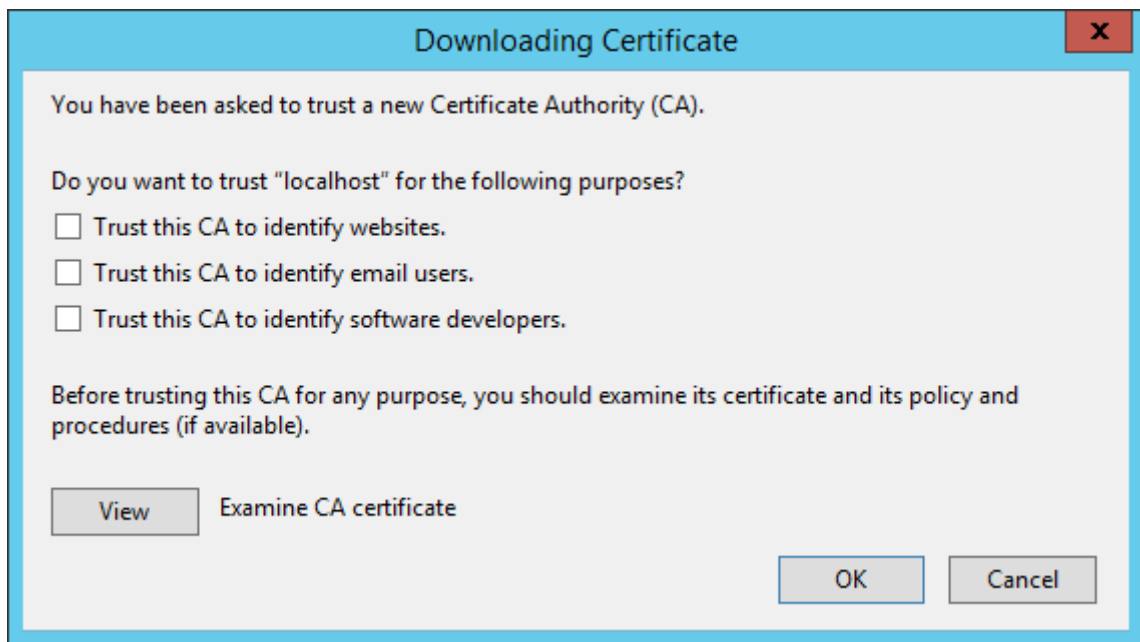 Downloading Certificate
x
You have been asked to trust a new Certificate Authority (CA).
Do you want to trust “localhost“ for the following purposes?
Trust this CA to identify websites.
Trust this CA to identify email users.
Trust this CA to identify software developers.
Before trusting this CA for any purpose, you should examine its certificate and its policy and
procedures (if available).
View Examine CA certificate
OK Cancel